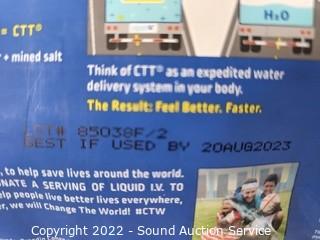 H₂O
= CTT®
+ mined salt
Think of CTT® as an expedited water
delivery system in your body.
The Result: Feel Better. Faster.
LOT# 85038F/2
BEST IF USED BY 20AUG2023
, to help save lives around the world.
NATE A SERVING OF LIQUID I.V. TO
help people live better lives everywhere,
r, we will Change The World! #CTW
Copyright 2022 - Sound Auction Service